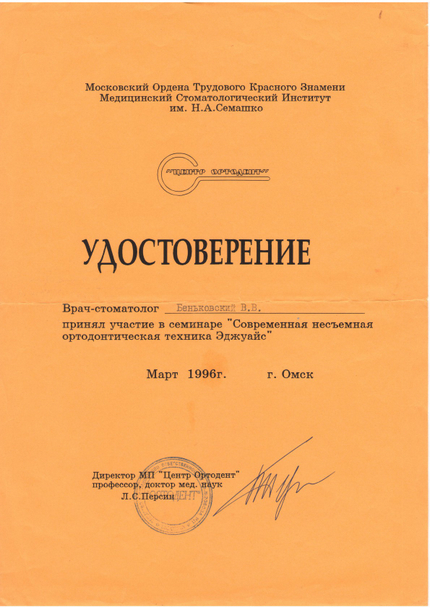 Московский Ордена Трудового Красного Знамени
Медицинский Стоматологический Институт
им. Н.А.Семашко
"ЦЕНТР ОРТОДЕНТ"
УДОСТОВЕРЕНИЕ
Врач-стоматолог Беньковский В.В.
принял участие в семинаре "Современная несъемная
ортодонтическая техника Эджуайс"
Март 1996г. г. Омск
Директор МП "Центр Ортодент"
профессор, доктор мед. наук
Л.С.Персин